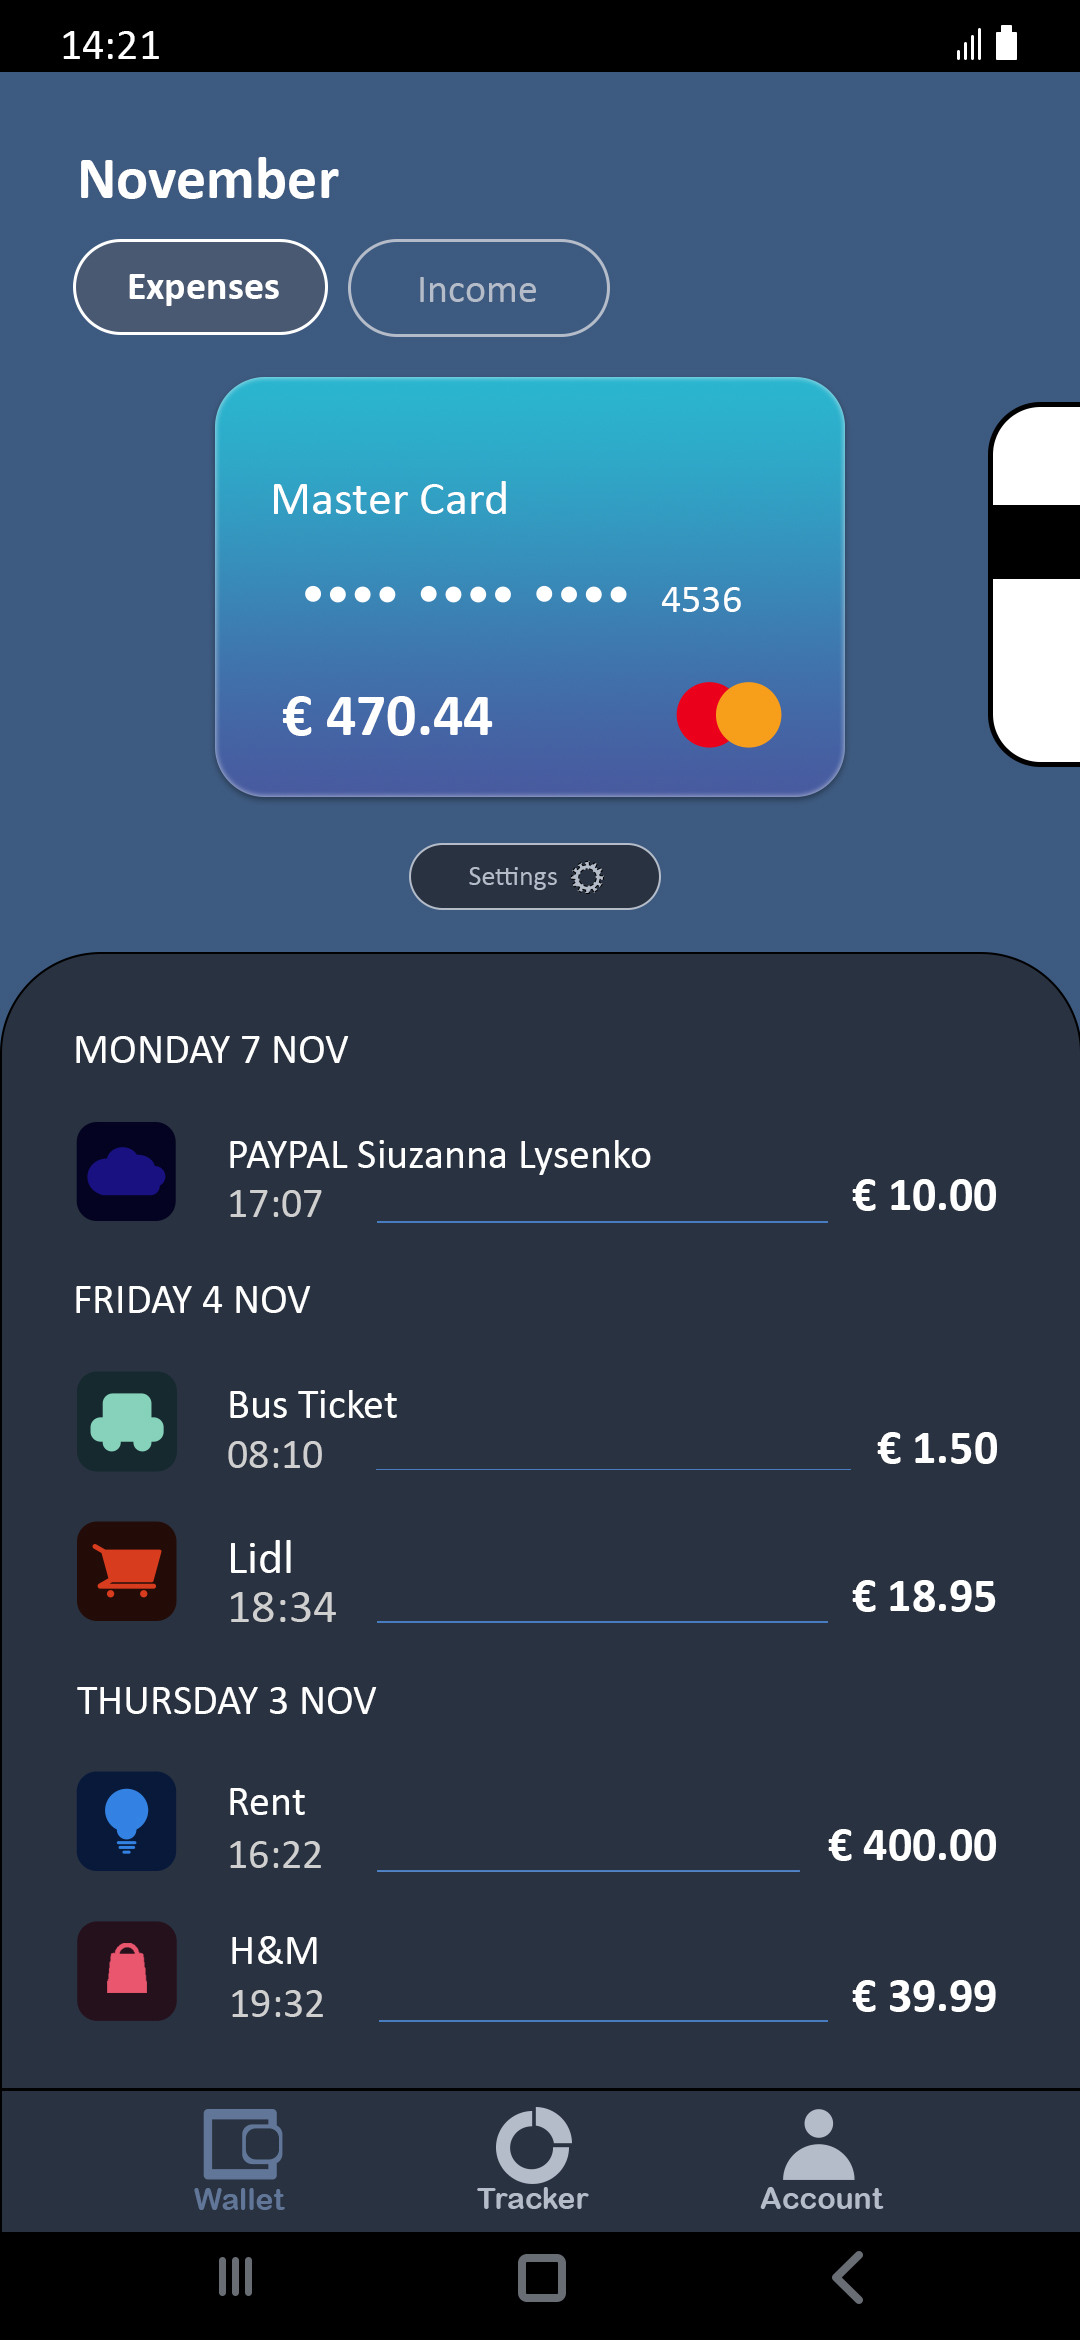 14:21
November
Expenses
Income
Master Card
•••• •••• •••• 4536
€ 470.44
Settings
MONDAY 7 NOV
PAYPAL Siuzanna Lysenko
17:07
€ 10.00
FRIDAY 4 NOV
Bus Ticket
08:10
€ 1.50
Lidl
18:34
€ 18.95
THURSDAY 3 NOV
Rent
16:22
€ 400.00
H&M
19:32
€ 39.99
Wallet
Tracker
Account